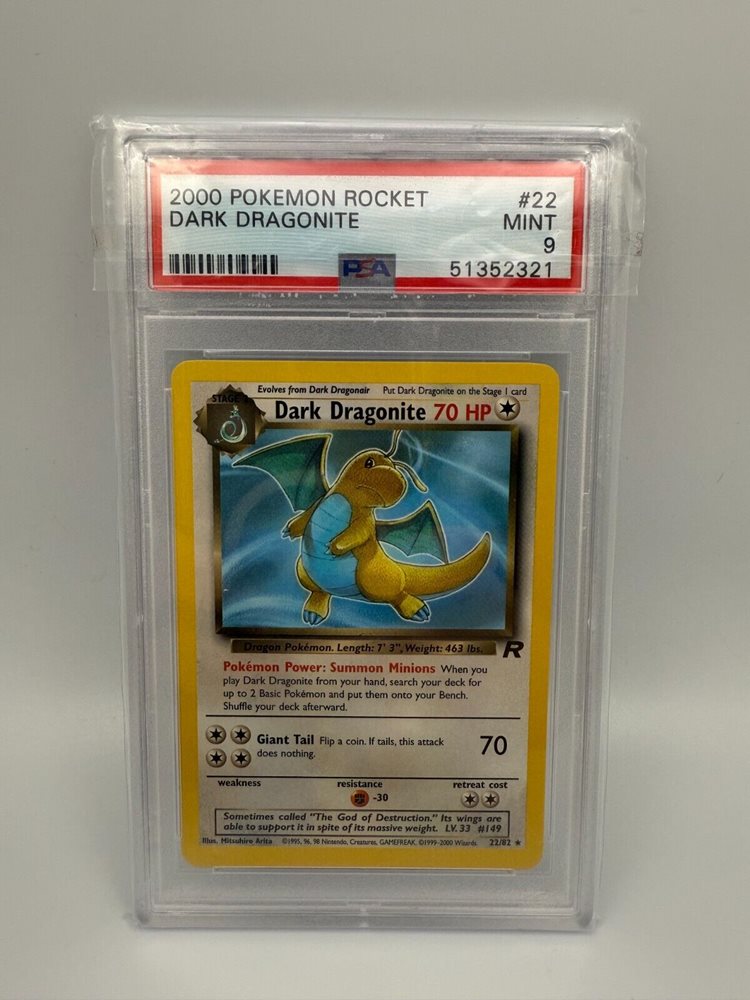 2000 POKEMON ROCKET #22
DARK DRAGONITE MINT
9
PSA 51352321
Evolves from Dark Dragonair Put Dark Dragonite on the Stage 1 card
STAGE
Dark Dragonite 70 HP
Dragon Pokémon. Length: 7' 3", Weight: 463 lbs.
R
Pokémon Power: Summon Minions When you
play Dark Dragonite from your hand, search your deck for
up to 2 Basic Pokémon and put them onto your Bench.
Shuffle your deck afterward.
Giant Tail Flip a coin. If tails, this attack
does nothing.
70
weakness resistance retreat cost
-30
Sometimes called "The God of Destruction." Its wings are
able to support it in spite of its massive weight. LV. 33 #149
Illus. Mitsuhiro Arita ©1995, 96, 98 Nintendo, Creatures, GAMEFREAK. ©1999-2000 Wizards. 22/82 ★